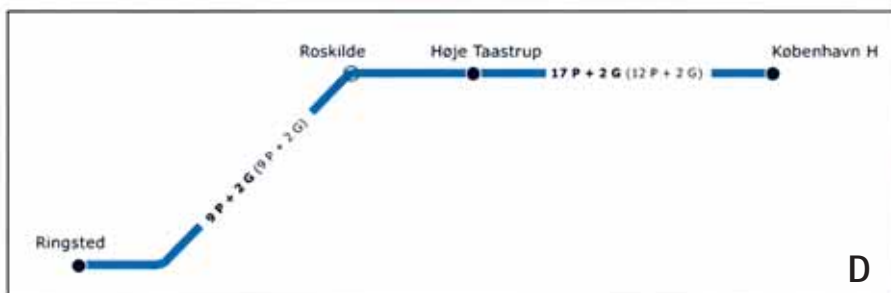 Roskilde
Høje Taastrup
København H
17 P + 2 G (12 P + 2 G)
9 P + 2 G (9 P + 2 G)
Ringsted
D